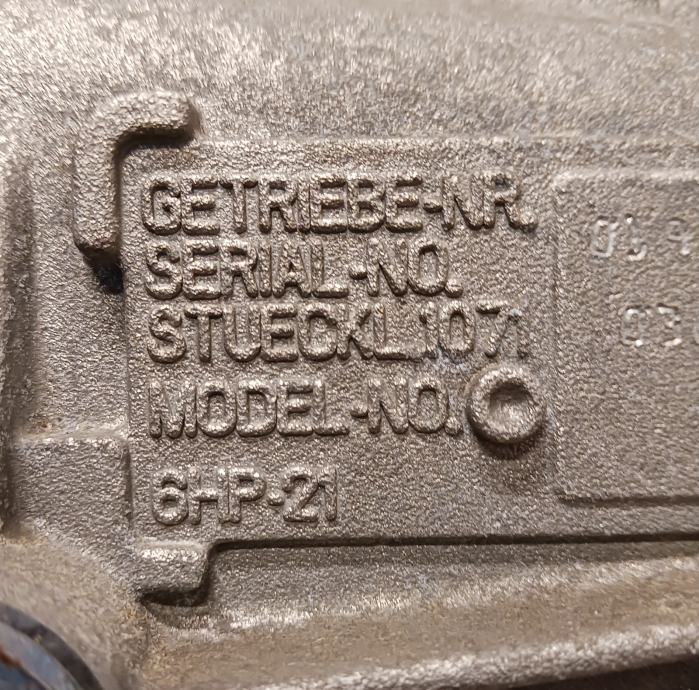 GETRIEBE-NR.
SERIAL-NO.
STUECKL.1071
MODEL-NO.
6HP-21